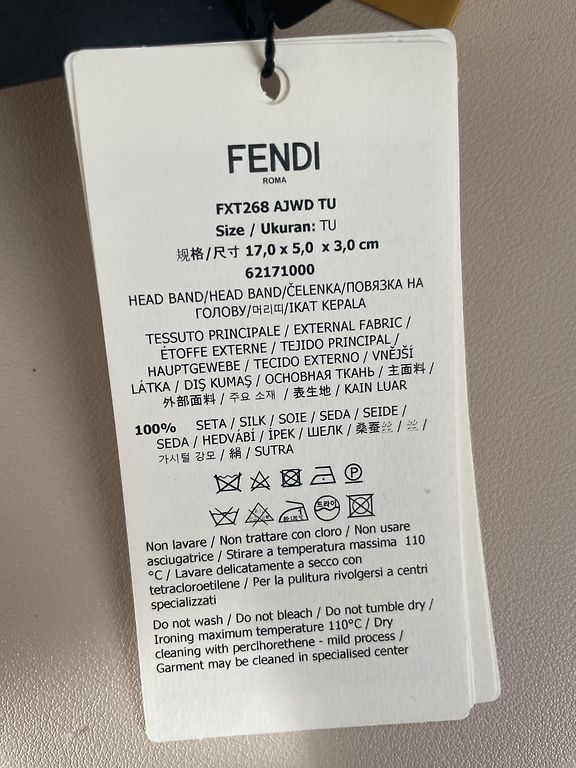 FENDI
ROMA
FXT268 AJWD TU
Size / Ukuran: TU
规格/尺寸 17,0 x 5,0 x 3,0 cm
62171000
HEAD BAND/HEAD BAND/ČELENKA/ПОВЯЗКА НА
ГОЛОВУ/머리띠/IKAT KEPALA
TESSUTO PRINCIPALE / EXTERNAL FABRIC /
ÉTOFFE EXTERNE / TEJIDO PRINCIPAL /
HAUPTGEWEBE / TECIDO EXTERNO / VNĚJŠÍ
LÁTKA / DIŞ KUMAŞ / ОСНОВНАЯ ТКАНЬ / 主面料 /
外部面料 / 주요 소재 / 表生地 / KAIN LUAR
100% SETA / SILK / SOIE / SEDA / SEIDE /
SEDA / HEDVÁBÍ / İPEK / ШЕЛК / 桑蚕丝 / 丝 /
가시털 강모 / 絹 / SUTRA
P
80~120℃ 드라이
Non lavare / Non trattare con cloro / Non usare
asciugatrice / Stirare a temperatura massima 110
°C / Lavare delicatamente a secco con
tetracloroetilene / Per la pulitura rivolgersi a centri
specializzati
Do not wash / Do not bleach / Do not tumble dry /
Ironing maximum temperature 110°C / Dry
cleaning with perclhorethene - mild process /
Garment may be cleaned in specialised center